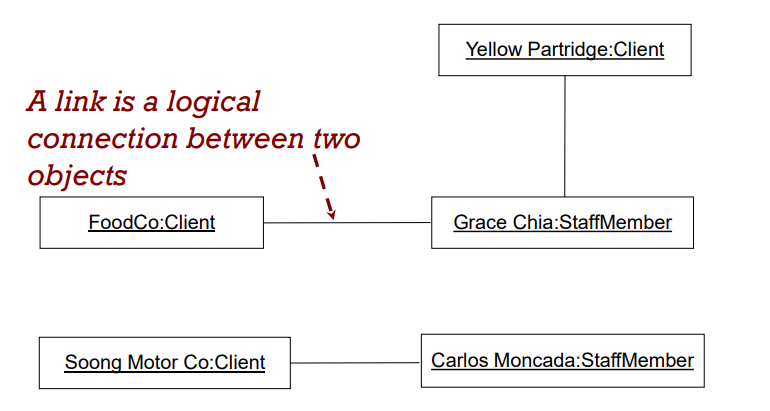 Yellow Partridge:Client
A link is a logical
connection between two
objects
FoodCo:Client
Grace Chia:StaffMember
Soong Motor Co:Client
Carlos Moncada:StaffMember